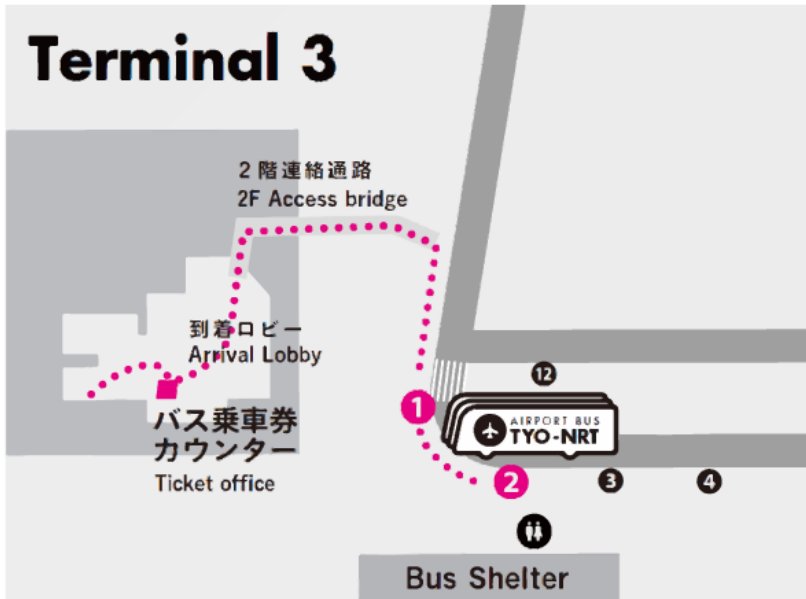 Terminal 3
2階連絡通路
2F Access bridge
到着ロビー
Arrival Lobby
バス乗車券
カウンター
Ticket office
12
1
AIRPORT BUS
TYO-NRT
2
3
4
Bus Shelter